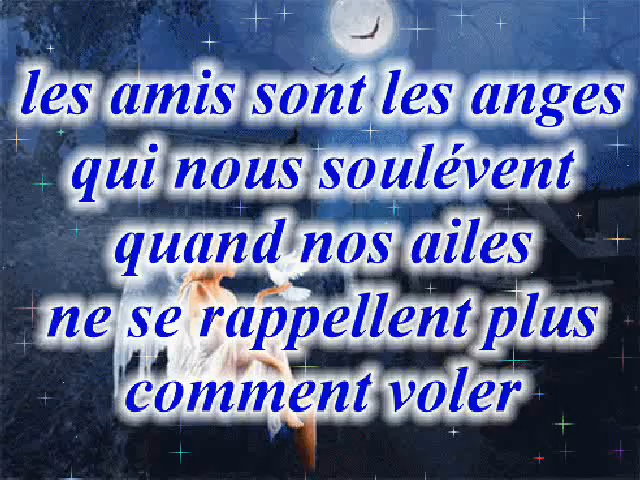 les amis sont les anges
qui nous soulévent
quand nos ailes
ne se rappellent plus
comment voler